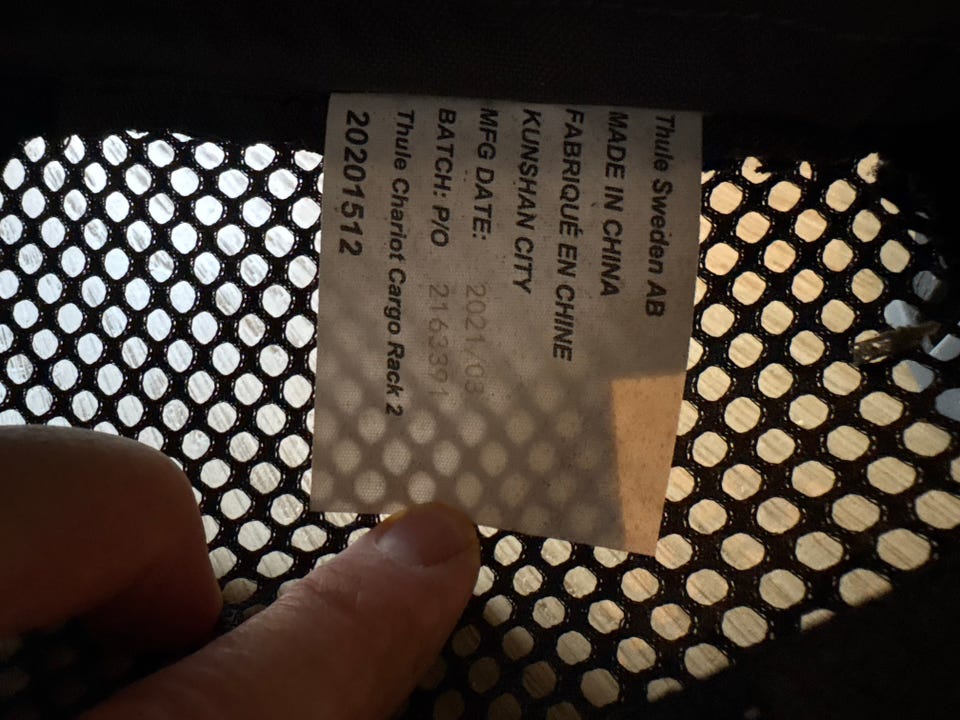 Thule Sweden AB
MADE IN CHINA
FABRIQUÉ EN CHINE
KUNSHAN CITY
MFG DATE: 2021/03
BATCH: P/O 2163391
Thule Chariot Cargo Rack 2
20201512